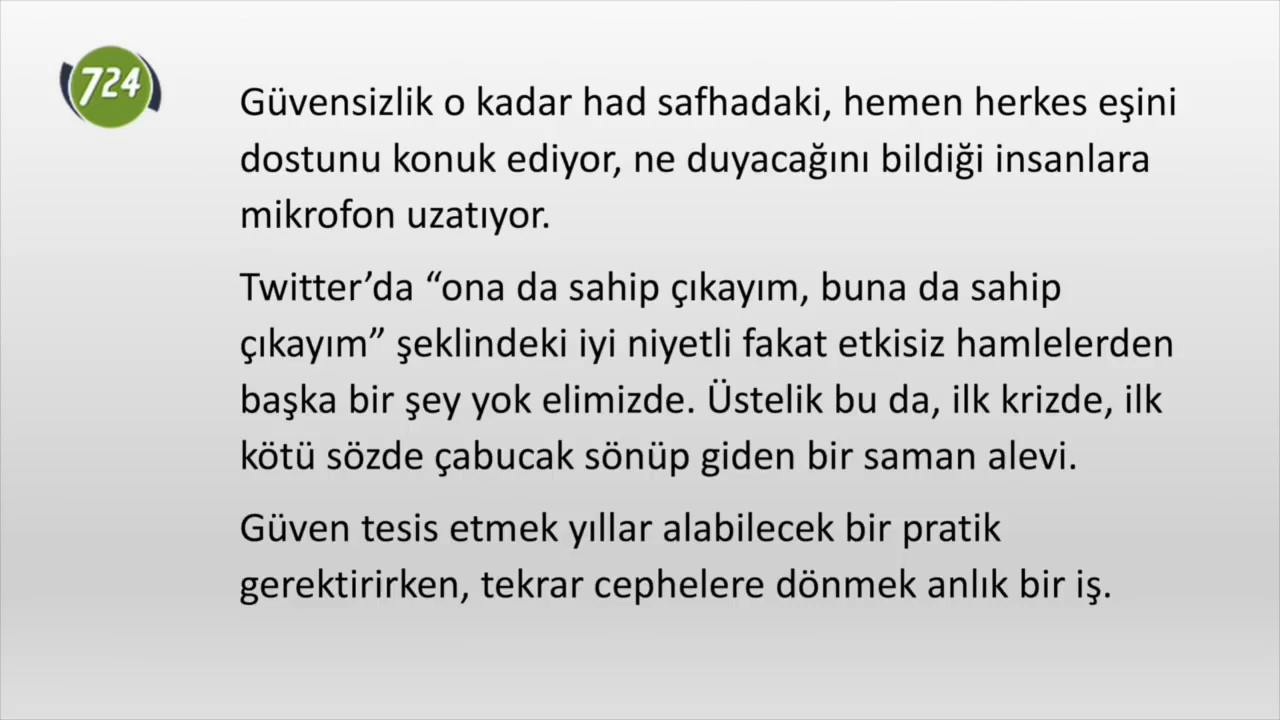 724
Güvensizlik o kadar had safhadaki, hemen herkes eşini
dostunu konuk ediyor, ne duyacağını bildiği insanlara
mikrofon uzatıyor.
Twitter’da “ona da sahip çıkayım, buna da sahip
çıkayım” şeklindeki iyi niyetli fakat etkisiz hamlelerden
başka bir şey yok elimizde. Üstelik bu da, ilk krizde, ilk
kötü sözde çabucak sönüp giden bir saman alevi.
Güven tesis etmek yıllar alabilecek bir pratik
gerektirirken, tekrar cephelere dönmek anlık bir iş.